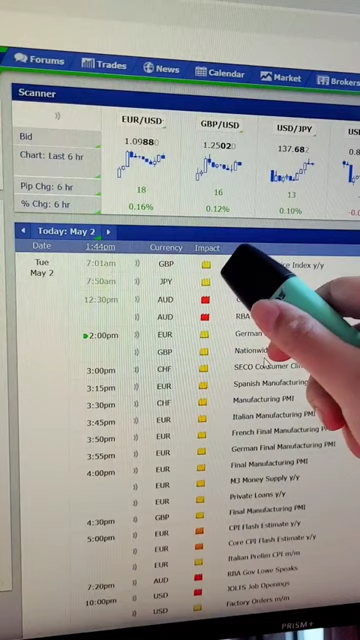 Forums Trades News Calendar Market Brokers
Scanner
EUR/USD GBP/USD USD/JPY
Bid 1.09880 1.25020 137.682 0.8
Chart: Last 6 hr
Pip Chg: 6 hr 18 16 13
% Chg: 6 hr 0.16% 0.12% 0.10% -0.0
Today: May 2
Date 1:44pm Currency Impact
Tue May 2 7:01am GBP Index y/y
7:50am JPY
12:30pm AUD
AUD RBA
2:00pm EUR German
GBP Nationwid
3:00pm CHF SECO Consumer Clim
3:15pm EUR Spanish Manufacturing
3:30pm CHF Manufacturing PMI
3:45pm EUR Italian Manufacturing PMI
3:50pm EUR French Final Manufacturing PMI
3:55pm EUR German Final Manufacturing PMI
4:00pm EUR Final Manufacturing PMI
EUR M3 Money Supply y/y
EUR Private Loans y/y
4:30pm GBP Final Manufacturing PMI
5:00pm EUR CPI Flash Estimate y/y
EUR Core CPI Flash Estimate y/y
EUR Italian Prelim CPI m/m
7:20pm AUD RBA Gov Lowe Speaks
10:00pm USD JOLTS Job Openings
USD Factory Orders m/m
PRISM+